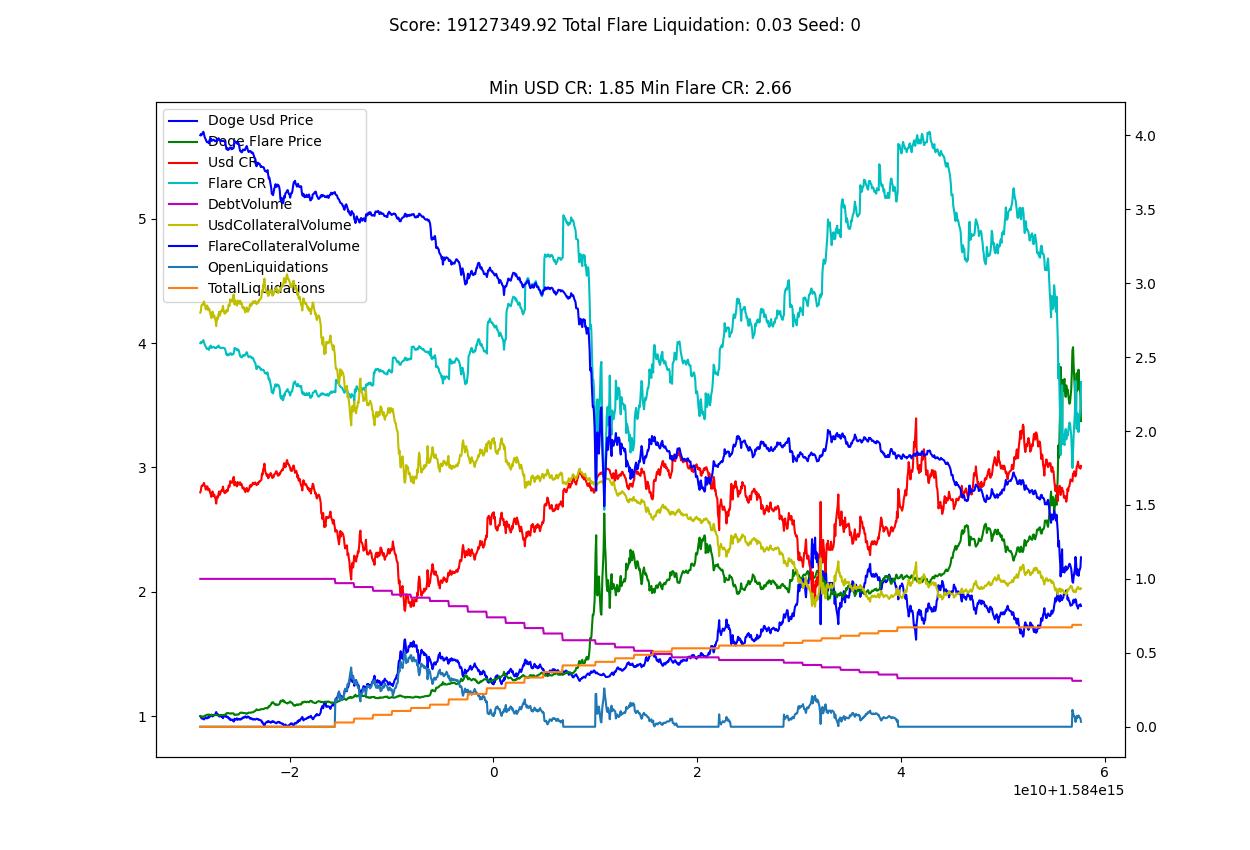 Score: 19127349.92 Total Flare Liquidation: 0.03 Seed: 0
Min USD CR: 1.85 Min Flare CR: 2.66
Doge Usd Price
Doge Flare Price
Usd CR
Flare CR
DebtVolume
UsdCollateralVolume
FlareCollateralVolume
OpenLiquidations
TotalLiquidations
5
4
3
2
1
4.0
3.5
3.0
2.5
2.0
1.5
1.0
0.5
0.0
−2
0
2
4
6
1e10+1.584e15